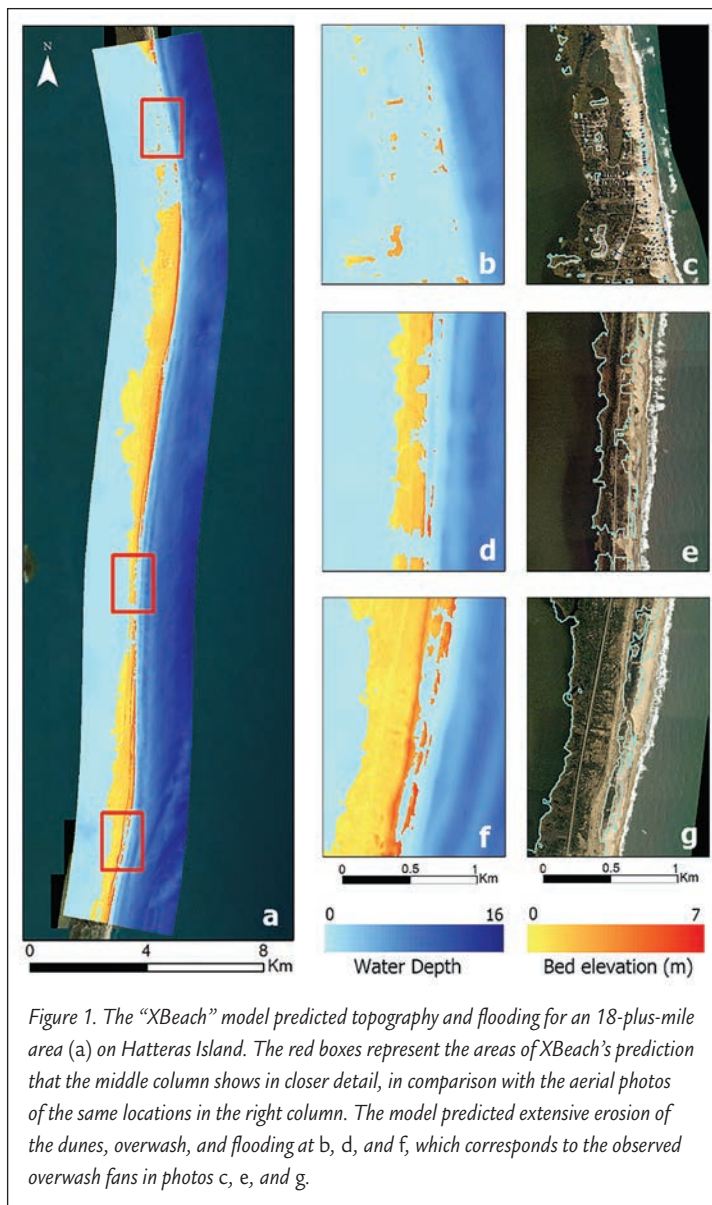 N
a
b
c
d
e
f
g
0 4 8
Km
0 0.5 1
Km
0 0.5 1
Km
0 16
Water Depth
0 7
Bed elevation (m)
Figure 1. The “XBeach” model predicted topography and flooding for an 18-plus-mile
area (a) on Hatteras Island. The red boxes represent the areas of XBeach’s prediction
that the middle column shows in closer detail, in comparison with the aerial photos
of the same locations in the right column. The model predicted extensive erosion of
the dunes, overwash, and flooding at b, d, and f, which corresponds to the observed
overwash fans in photos c, e, and g.